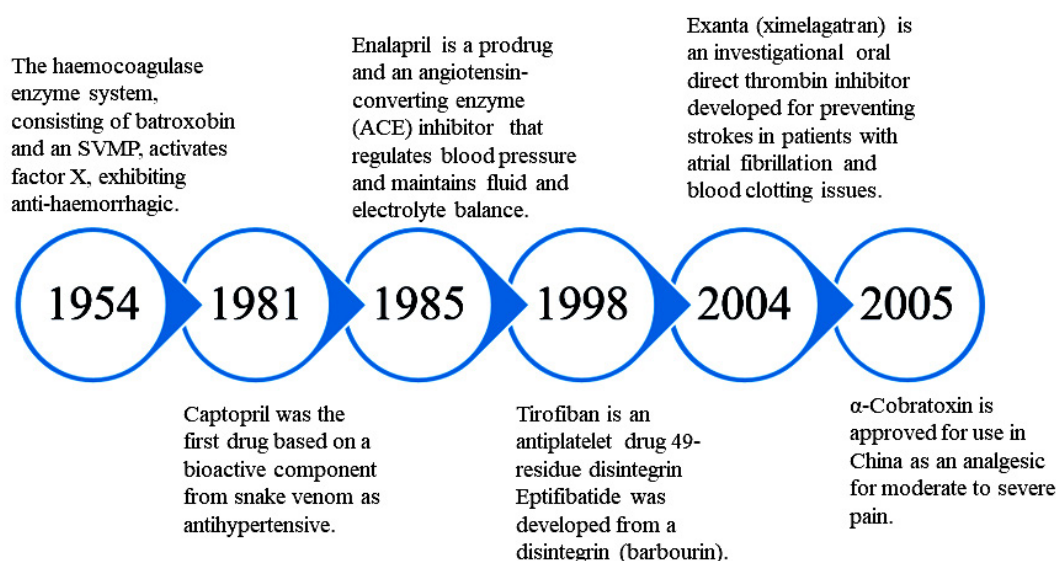 The haemocoagulase
enzyme system,
consisting of batroxobin
and an SVMP, activates
factor X, exhibiting
anti-haemorrhagic.
Enalapril is a prodrug
and an angiotensin-
converting enzyme
(ACE) inhibitor that
regulates blood pressure
and maintains fluid and
electrolyte balance.
Exanta (ximelagatran) is
an investigational oral
direct thrombin inhibitor
developed for preventing
strokes in patients with
atrial fibrillation and
blood clotting issues.
1954
1981
1985
1998
2004
2005
Captopril was the
first drug based on a
bioactive component
from snake venom as
antihypertensive.
Tirofiban is an
antiplatelet drug 49-
residue disintegrin
Eptifibatide was
developed from a
disintegrin (barbourin).
α-Cobratoxin is
approved for use in
China as an analgesic
for moderate to severe
pain.